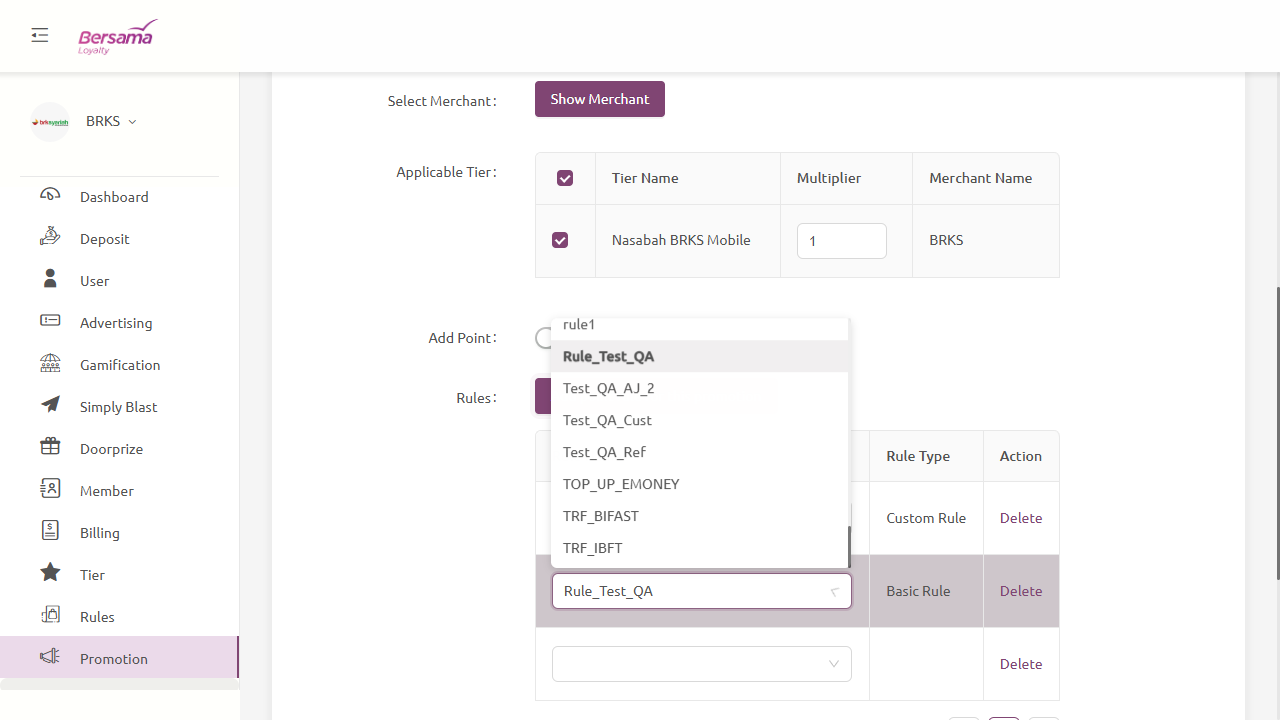 Bersama
Loyalty
brksyariah
BRKS
Dashboard
Deposit
User
Advertising
Gamification
Simply Blast
Doorprize
Member
Billing
Tier
Rules
Promotion
Select Merchant:
Show Merchant
Applicable Tier:
Tier Name
Multiplier
Merchant Name
Nasabah BRKS Mobile
1
BRKS
Add Point:
Rules:
rule1
Rule_Test_QA
Test_QA_AJ_2
Test_QA_Cust
Test_QA_Ref
TOP_UP_EMONEY
TRF_BIFAST
TRF_IBFT
Rule Type
Action
Custom Rule
Delete
Rule_Test_QA
Basic Rule
Delete
Delete